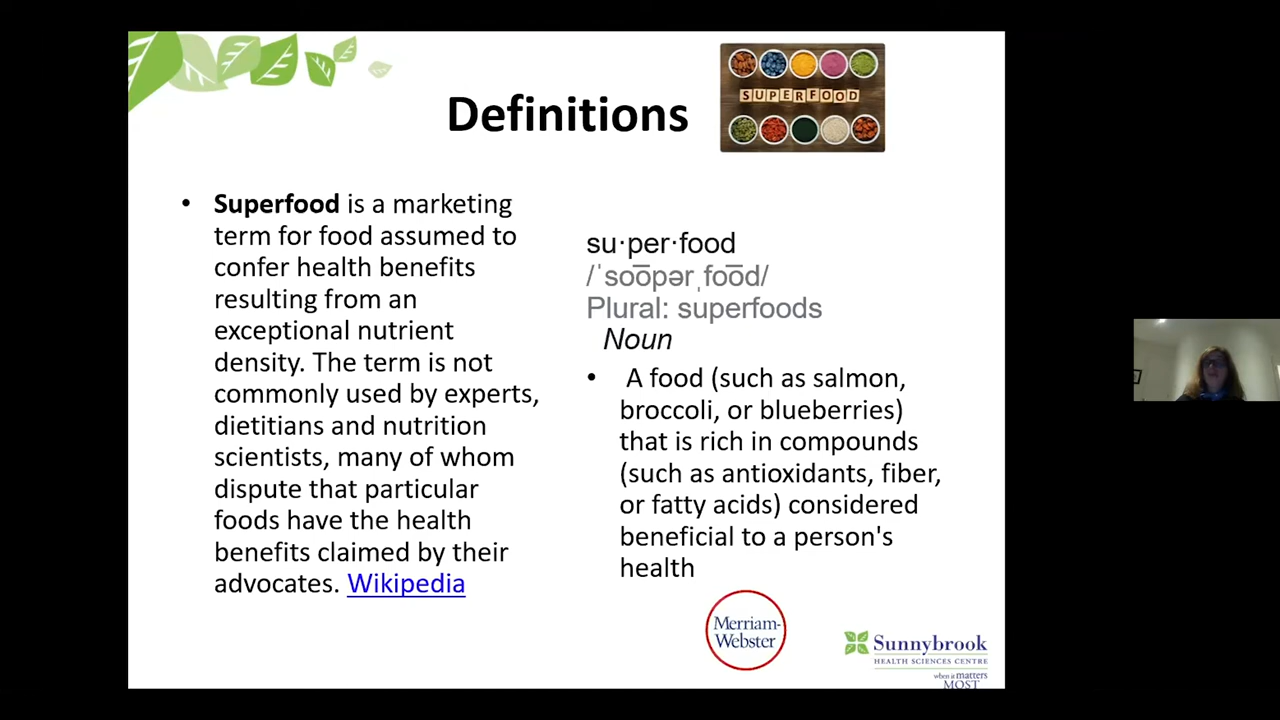 SUPERFOOD
Definitions
• Superfood is a marketing
term for food assumed to
confer health benefits
resulting from an
exceptional nutrient
density. The term is not
commonly used by experts,
dietitians and nutrition
scientists, many of whom
dispute that particular
foods have the health
benefits claimed by their
advocates. Wikipedia
su·per·food
/ˈso͞opərˌfo͞od/
Plural: superfoods
Noun
• A food (such as salmon,
broccoli, or blueberries)
that is rich in compounds
(such as antioxidants, fiber,
or fatty acids) considered
beneficial to a person's
health
Merriam-
Webster
Sunnybrook
HEALTH SCIENCES CENTRE
when it matters
MOST